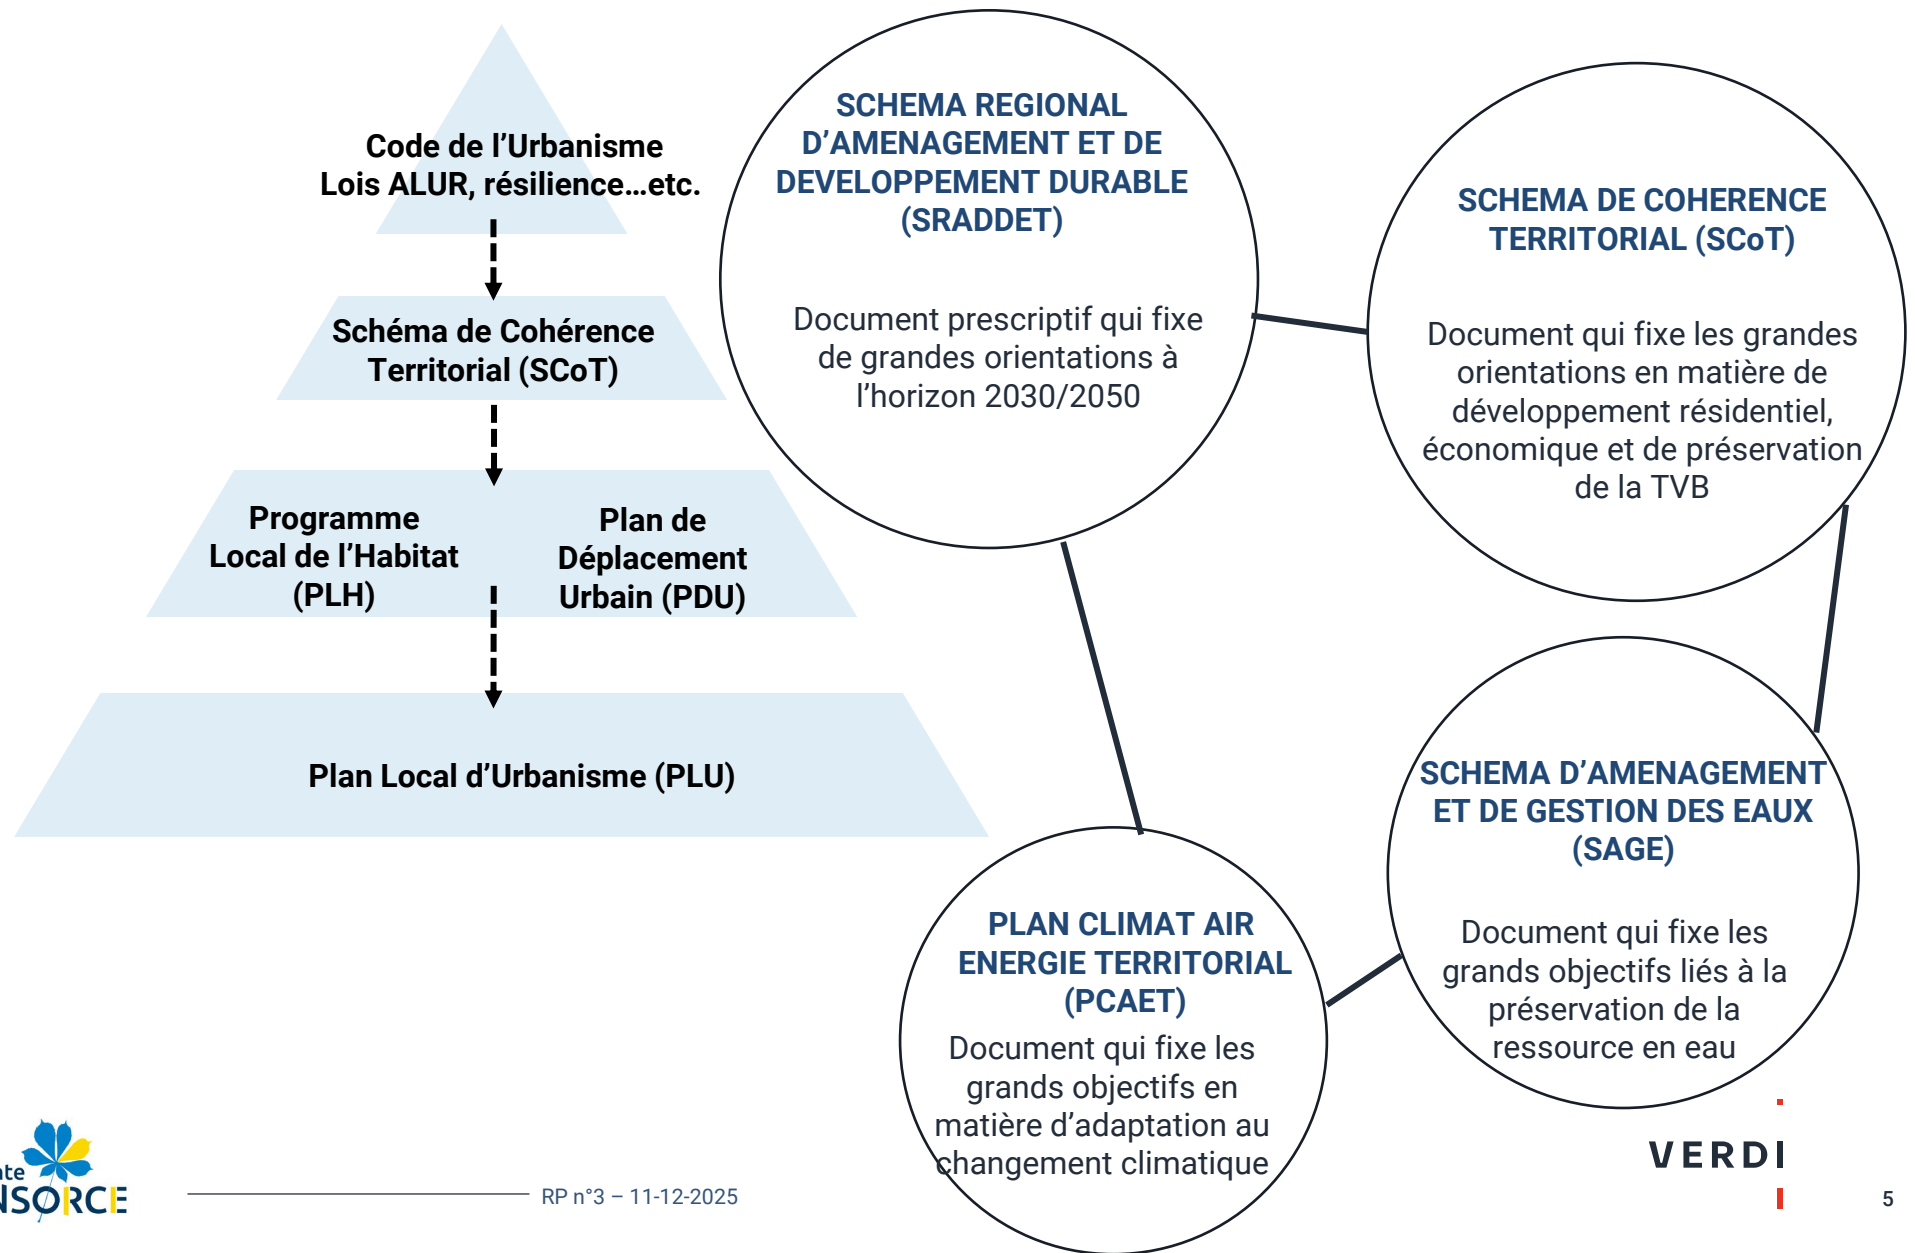 Code de l’Urbanisme
Lois ALUR, résilience…etc.
Schéma de Cohérence
Territorial (SCoT)
Programme
Local de l’Habitat
(PLH)
Plan de
Déplacement
Urbain (PDU)
Plan Local d’Urbanisme (PLU)
SCHEMA REGIONAL
D’AMENAGEMENT ET DE
DEVELOPPEMENT DURABLE
(SRADDET)
Document prescriptif qui fixe
de grandes orientations à
l’horizon 2030/2050
SCHEMA DE COHERENCE
TERRITORIAL (SCoT)
Document qui fixe les grandes
orientations en matière de
développement résidentiel,
économique et de préservation
de la TVB
SCHEMA D’AMENAGEMENT
ET DE GESTION DES EAUX
(SAGE)
Document qui fixe les
grands objectifs liés à la
préservation de la
ressource en eau
PLAN CLIMAT AIR
ENERGIE TERRITORIAL
(PCAET)
Document qui fixe les
grands objectifs en
matière d’adaptation au
changement climatique
RP n°3 – 11-12-2025
VERDI
5